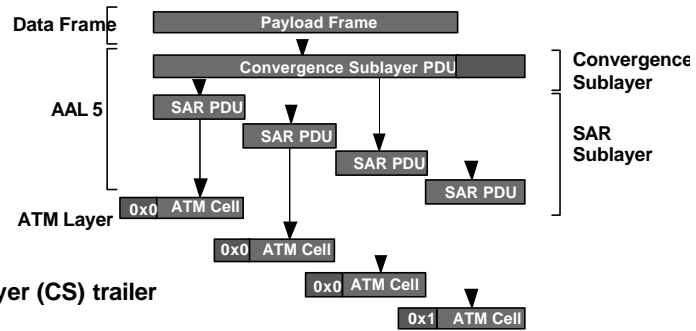 Data Frame
Payload Frame
Convergence Sublayer PDU
Convergence
Sublayer
AAL 5
SAR PDU
SAR PDU
SAR PDU
SAR PDU
SAR
Sublayer
ATM Layer
0x0 ATM Cell
0x0 ATM Cell
0x0 ATM Cell
0x1 ATM Cell
yer (CS) trailer